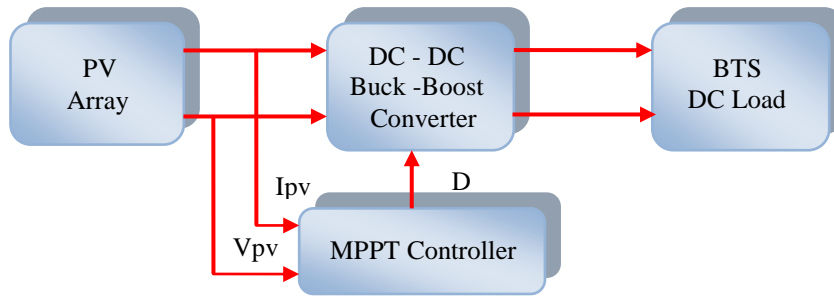 PV
Array
DC - DC
Buck -Boost
Converter
BTS
DC Load
Ipv
D
Vpv
MPPT Controller